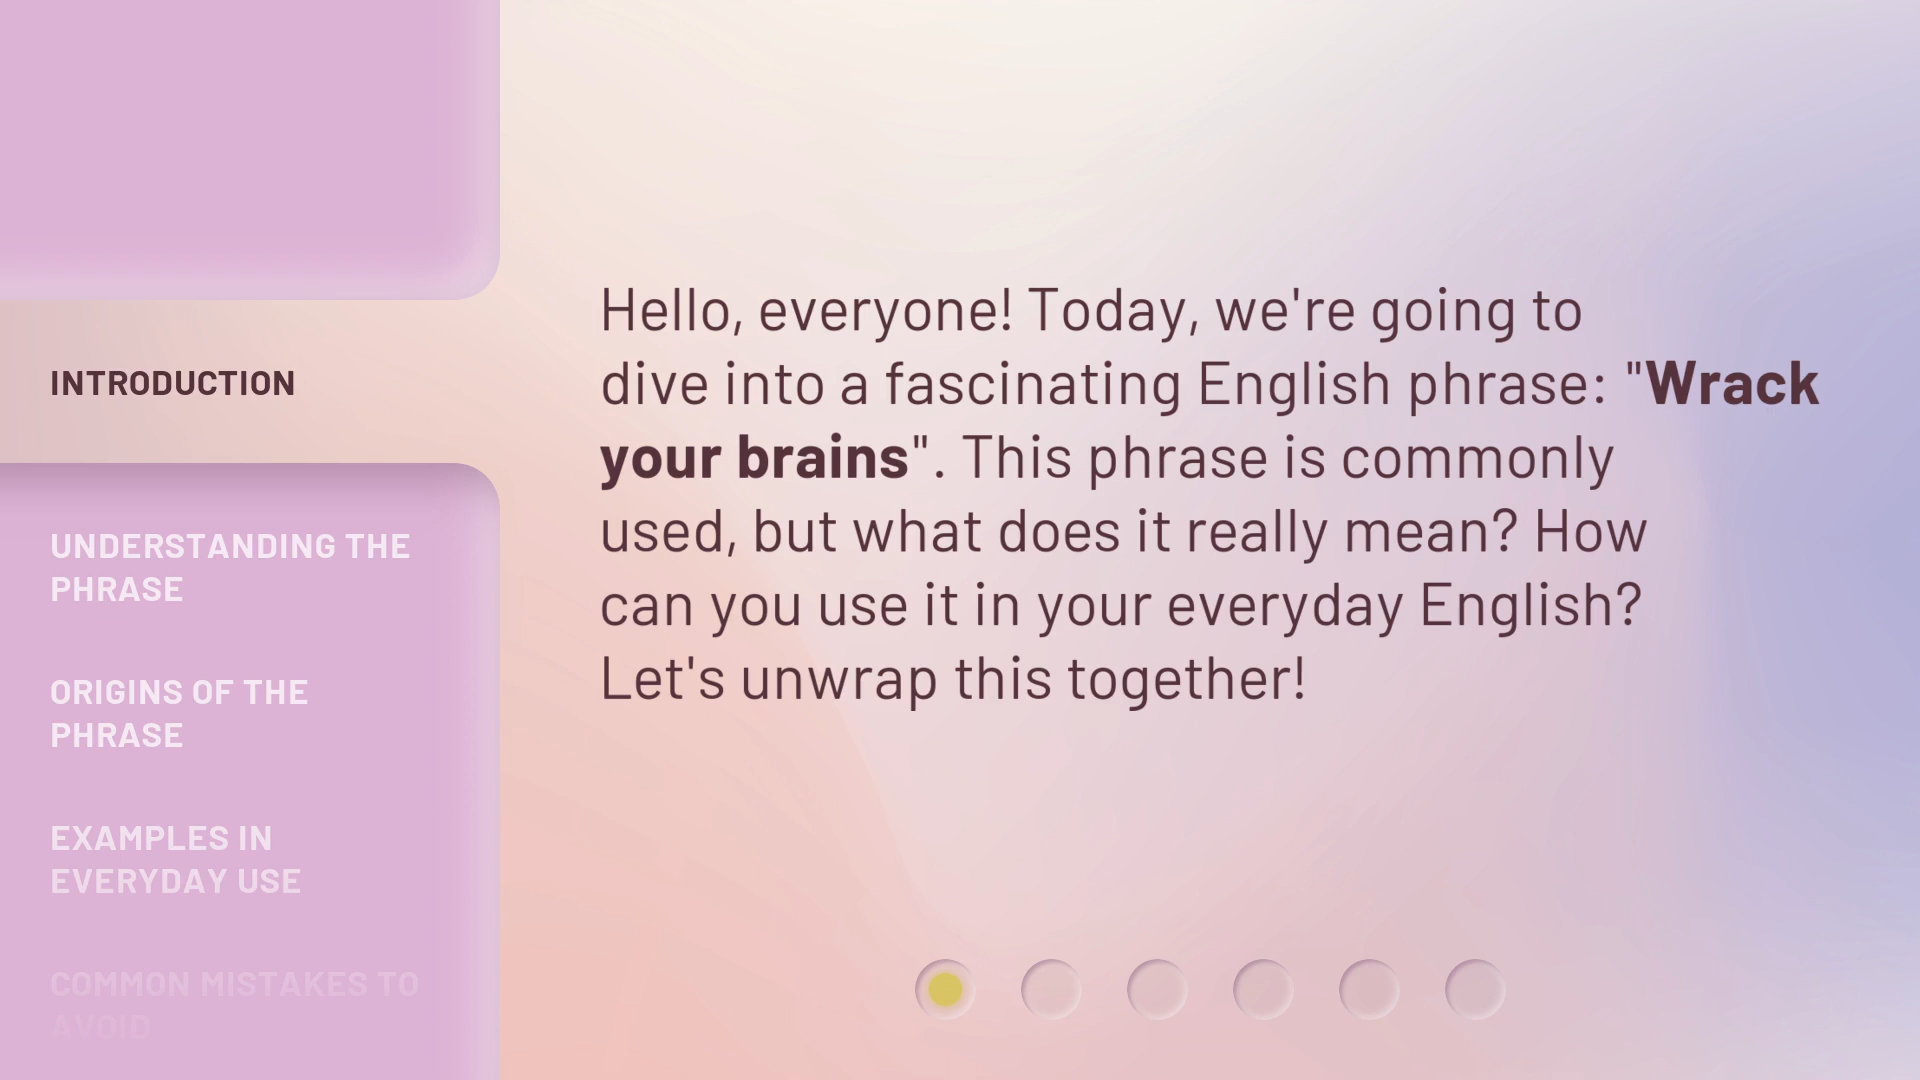 INTRODUCTION
UNDERSTANDING THE
PHRASE
ORIGINS OF THE
PHRASE
EXAMPLES IN
EVERYDAY USE
COMMON MISTAKES TO
AVOID
Hello, everyone! Today, we're going to
dive into a fascinating English phrase: "Wrack
your brains". This phrase is commonly
used, but what does it really mean? How
can you use it in your everyday English?
Let's unwrap this together!